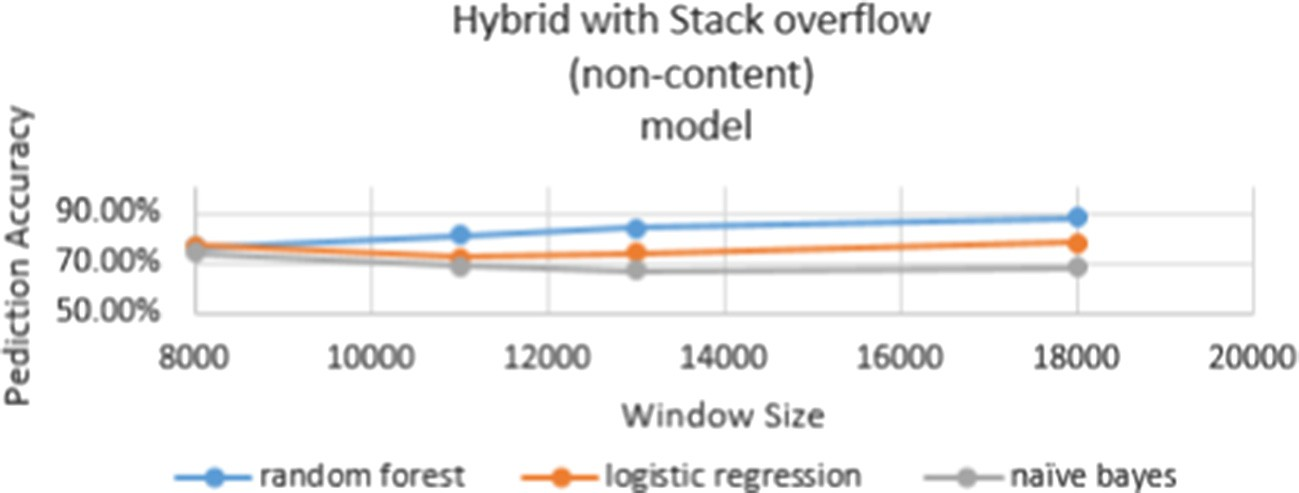 Hybrid with Stack overflow
(non-content)
model
Pediction Accuracy
90.00%
70.00%
50.00%
8000 10000 12000 14000 16000 18000 20000
Window Size
random forest logistic regression naïve bayes